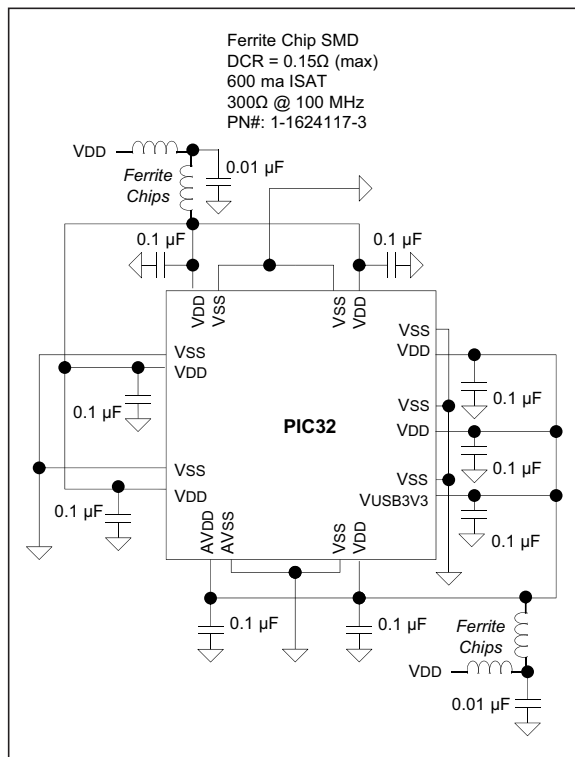 Ferrite Chip SMD
DCR = 0.15Ω (max)
600 ma ISAT
300Ω @ 100 MHz
PN#: 1-1624117-3
VDD
0.01 µF
Ferrite
Chips
0.1 µF
0.1 µF
VDD
VSS
VSS
VDD
VSS
VDD
VSS
VDD
0.1 µF
0.1 µF
VSS
VDD
PIC32
VSS
VDD
0.1 µF
VSS
VDD
0.1 µF
VSS
VUSB3V3
0.1 µF
AVDD
AVSS
VSS
VDD
0.1 µF
0.1 µF
Ferrite
Chips
VDD
0.01 µF